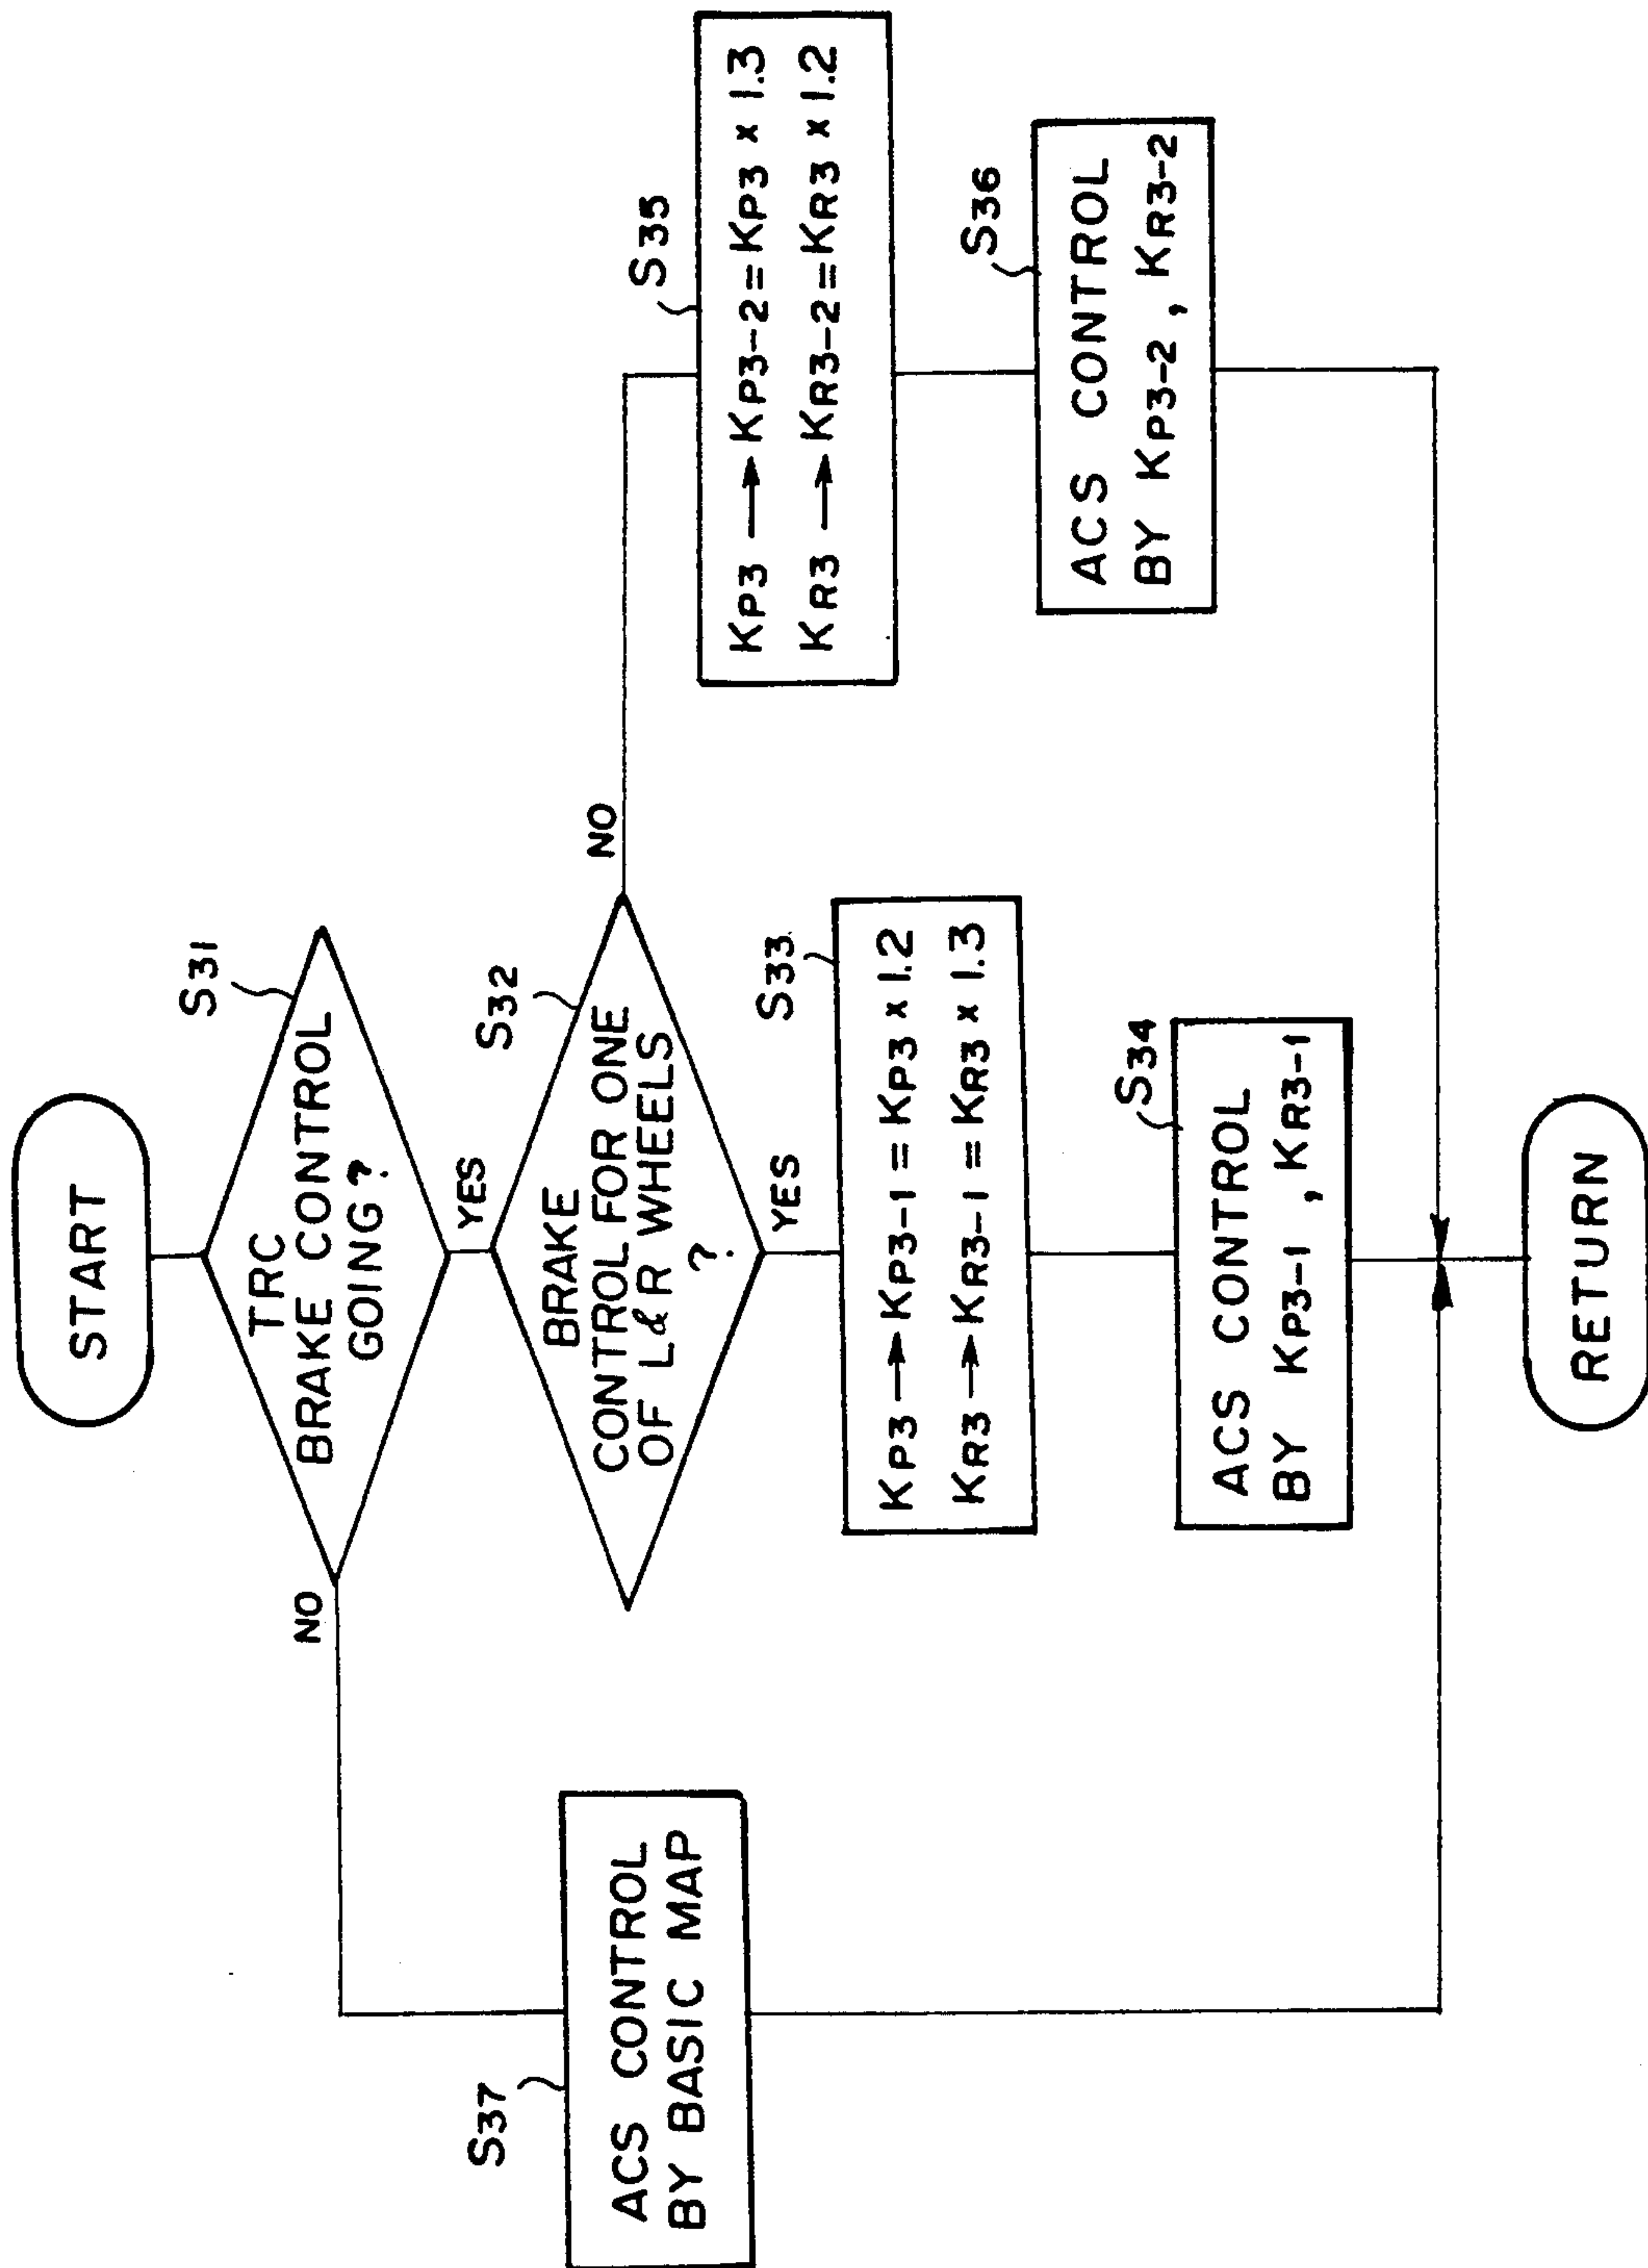 START
S31
TRC
BRAKE CONTROL
GOING?
NO
YES
S32
BRAKE
CONTROL FOR ONE
OF L&R WHEELS
?
NO
YES
S33
KP3 → KP3-1 = KP3 × 1.2
KR3 → KR3-1 = KR3 × 1.3
S34
ACS CONTROL
BY KP3-1, KR3-1
S35
KP3 → KP3-2 = KP3 × 1.3
KR3 → KR3-2 = KR3 × 1.2
S36
ACS CONTROL
BY KP3-2, KR3-2
S37
ACS CONTROL
BY BASIC MAP
RETURN